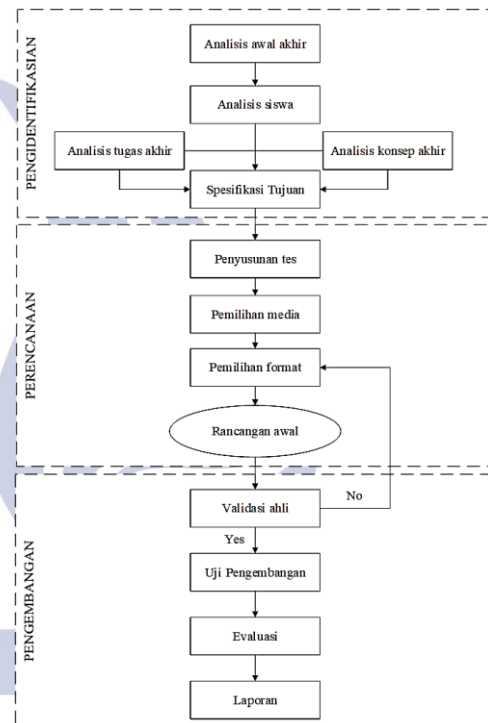 PENGIDENTIFIKASIAN
Analisis awal akhir
Analisis siswa
Analisis tugas akhir
Analisis konsep akhir
Spesifikasi Tujuan
PERENCANAAN
Penyusunan tes
Pemilihan media
Pemilihan format
Rancangan awal
PENGEMBANGAN
Validasi ahli
No
Yes
Uji Pengembangan
Evaluasi
Laporan